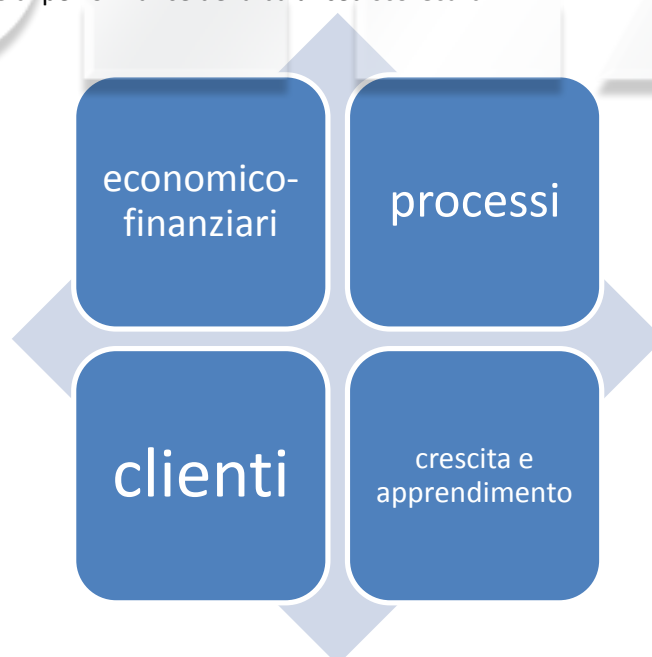 economico-
finanziari
processi
clienti
crescita e
apprendimento